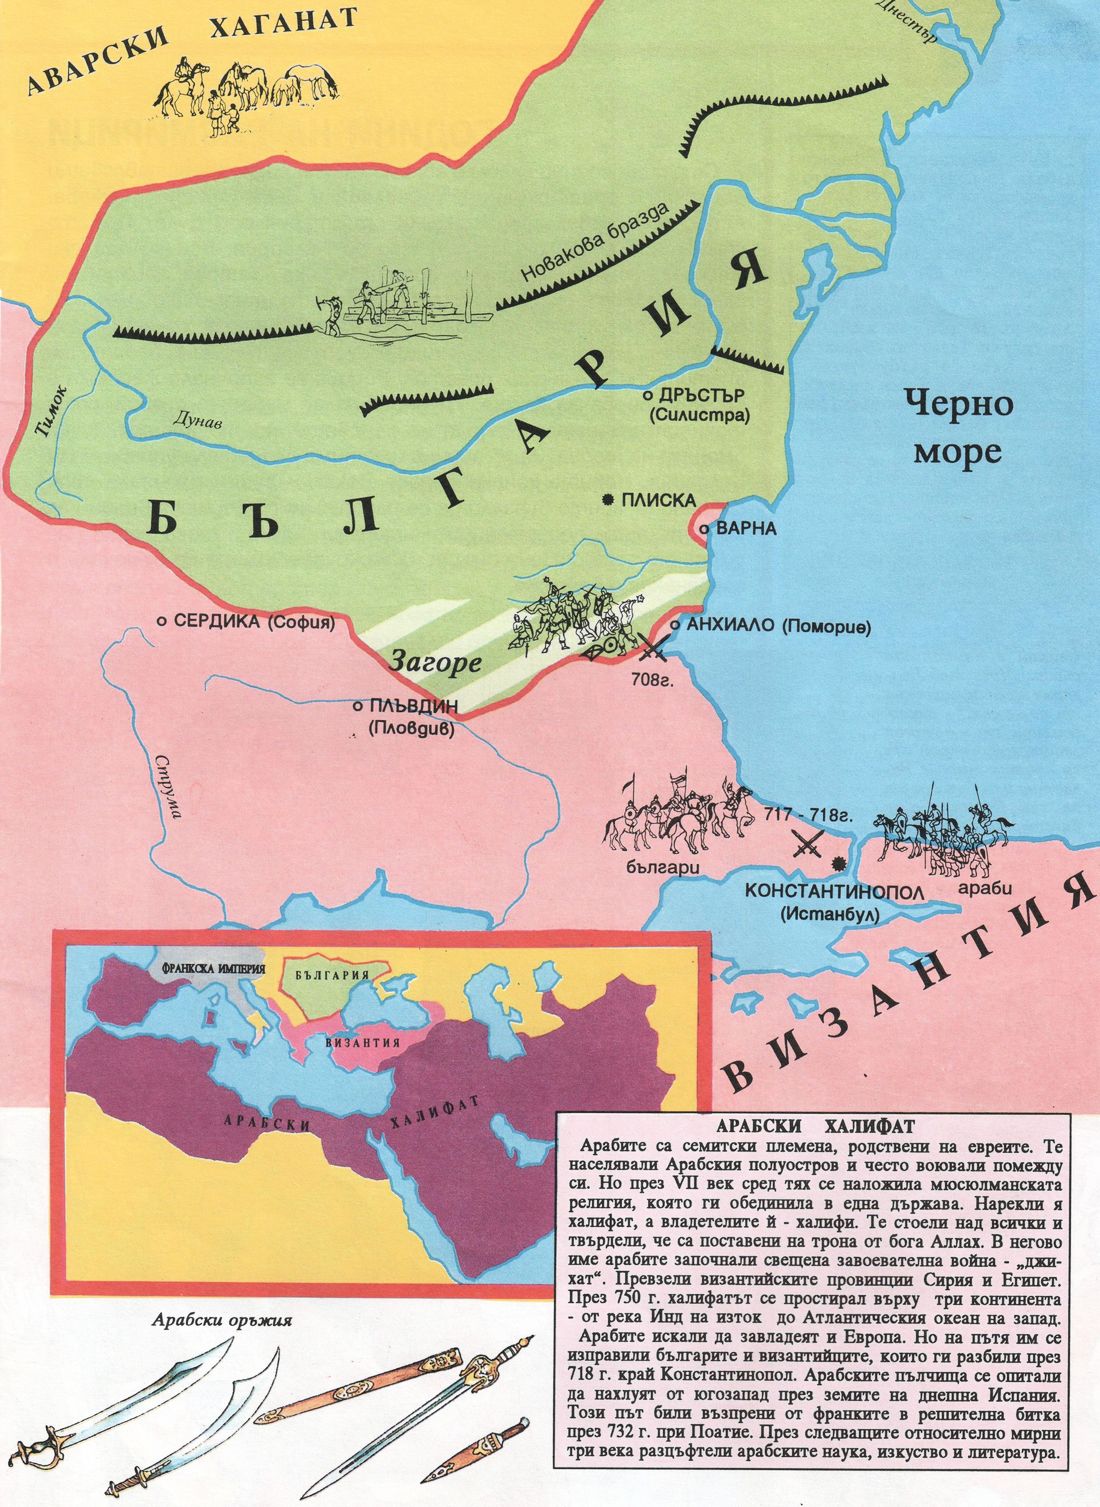 АВАРСКИ ХАГАНАТ
Днестър
Новакова бразда
БЪЛГАРИЯ
Тимок
Дунав
ДРЪСТЪР
(Силистра)
Черно
море
ПЛИСКА
ВАРНА
СЕРДИКА (София)
АНХИАЛО (Поморие)
Загоре
708г.
ПЛЪВДИН
(Пловдив)
Струма
717 - 718г.
българи
араби
КОНСТАНТИНОПОЛ
(Истанбул)
ВИЗАНТИЯ
ФРАНКСКА ИМПЕРИЯ
БЪЛГАРИЯ
ВИЗАНТИЯ
АРАБСКИ ХАЛИФАТ
АРАБСКИ ХАЛИФАТ
Арабите са семитски племена, родствени на евреите. Те
населявали Арабския полуостров и често воювали помежду
си. Но през VII век сред тях се наложила мюсюлманската
религия, която ги обединила в една държава. Нарекли я
халифат, а владетелите й - халифи. Те стоели над всички и
твърдели, че са поставени на трона от бога Аллах. В негово
име арабите започнали свещена завоевателна война - „джи-
хат“. Превзели византийските провинции Сирия и Египет.
През 750 г. халифатът се простирал върху три континента
- от река Инд на изток до Атлантическия океан на запад.
Арабите искали да завладеят и Европа. Но на пътя им се
изправили българите и византийците, които ги разбили през
718 г. край Константинопол. Арабските пълчища се опитали
да нахлуят от югозапад през земите на днешна Испания.
Този път били възпрени от франките в решителна битка
през 732 г. при Поатие. През следващите относително мирни
три века разцъфтели арабските наука, изкуство и литература.
Арабски оръжия